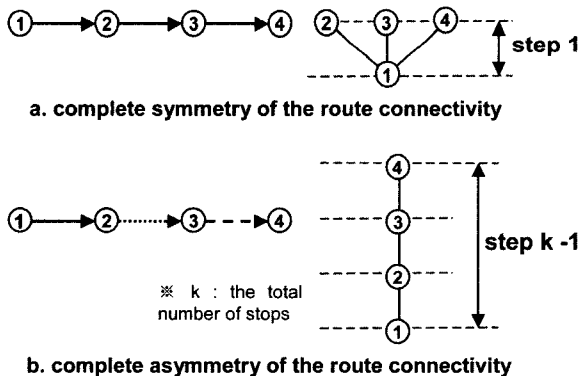 1 2 3 4
2 3 4
step 1
1
a. complete symmetry of the route connectivity
4
1 2 3 4
3
step k -1
2
※ k : the total
number of stops
1
b. complete asymmetry of the route connectivity